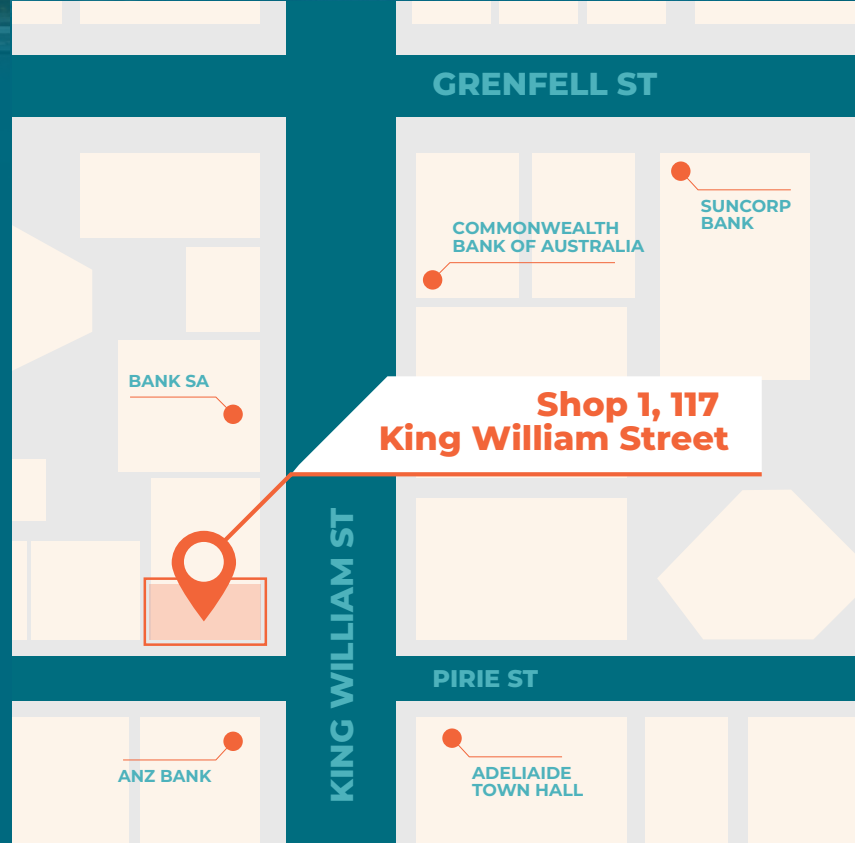 GRENFELL ST
SUNCORP
BANK
COMMONWEALTH
BANK OF AUSTRALIA
BANK SA
Shop 1, 117
King William Street
KING WILLIAM ST
PIRIE ST
ANZ BANK
ADELIAIDE
TOWN HALL